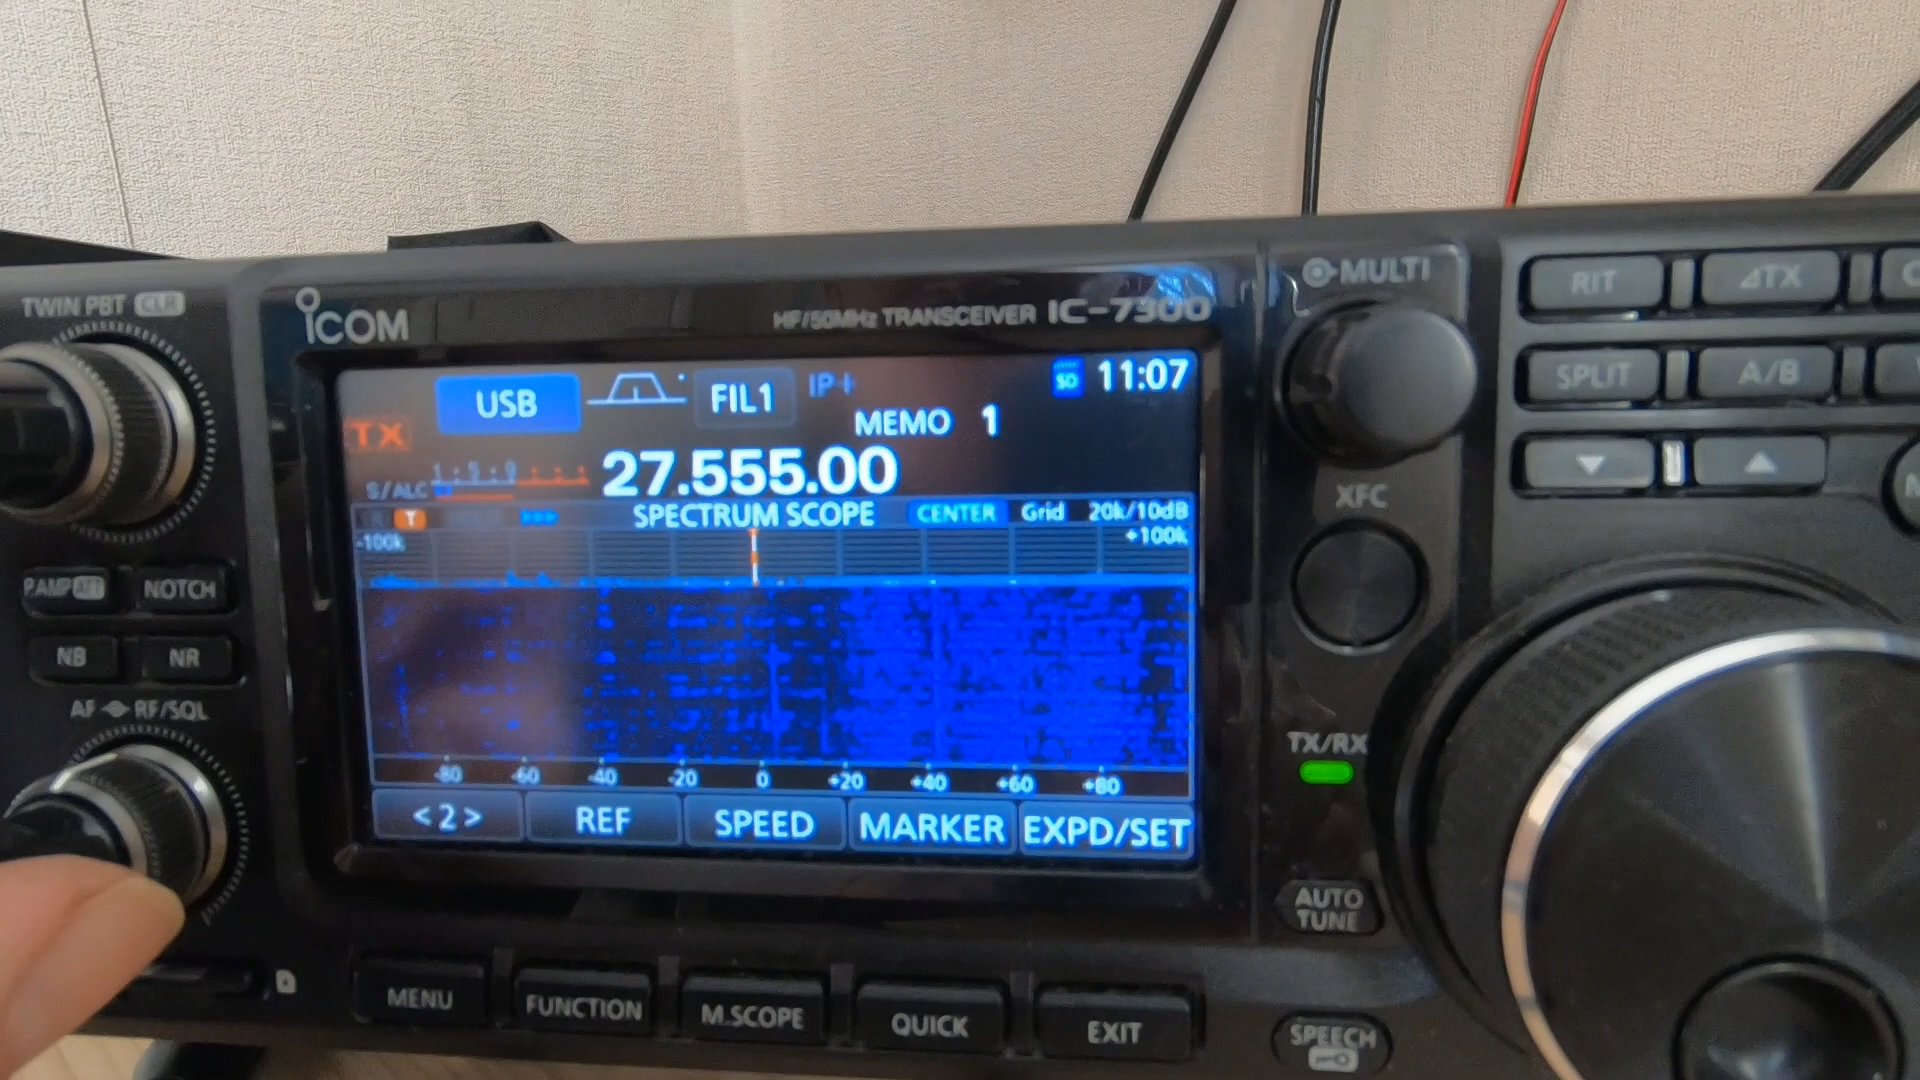 TWIN PBT CLR
ICOM
HF/50MHz TRANSCEIVER IC-7300
MULTI
RIT
⊿TX
USB
FIL1
IP+
SD
11:07
SPLIT
A/B
TX
MEMO 1
S/ALC
27.555.00
XFC
T
SPECTRUM SCOPE
CENTER
Grid
20k/10dB
-100k
+100k
P.AMP ATT
NOTCH
NB
NR
AF
RF/SQL
TX/RX
-80
-60
-40
-20
0
+20
+40
+60
+80
< 2 >
REF
SPEED
MARKER
EXPD/SET
AUTO
TUNE
MENU
FUNCTION
M.SCOPE
QUICK
EXIT
SPEECH